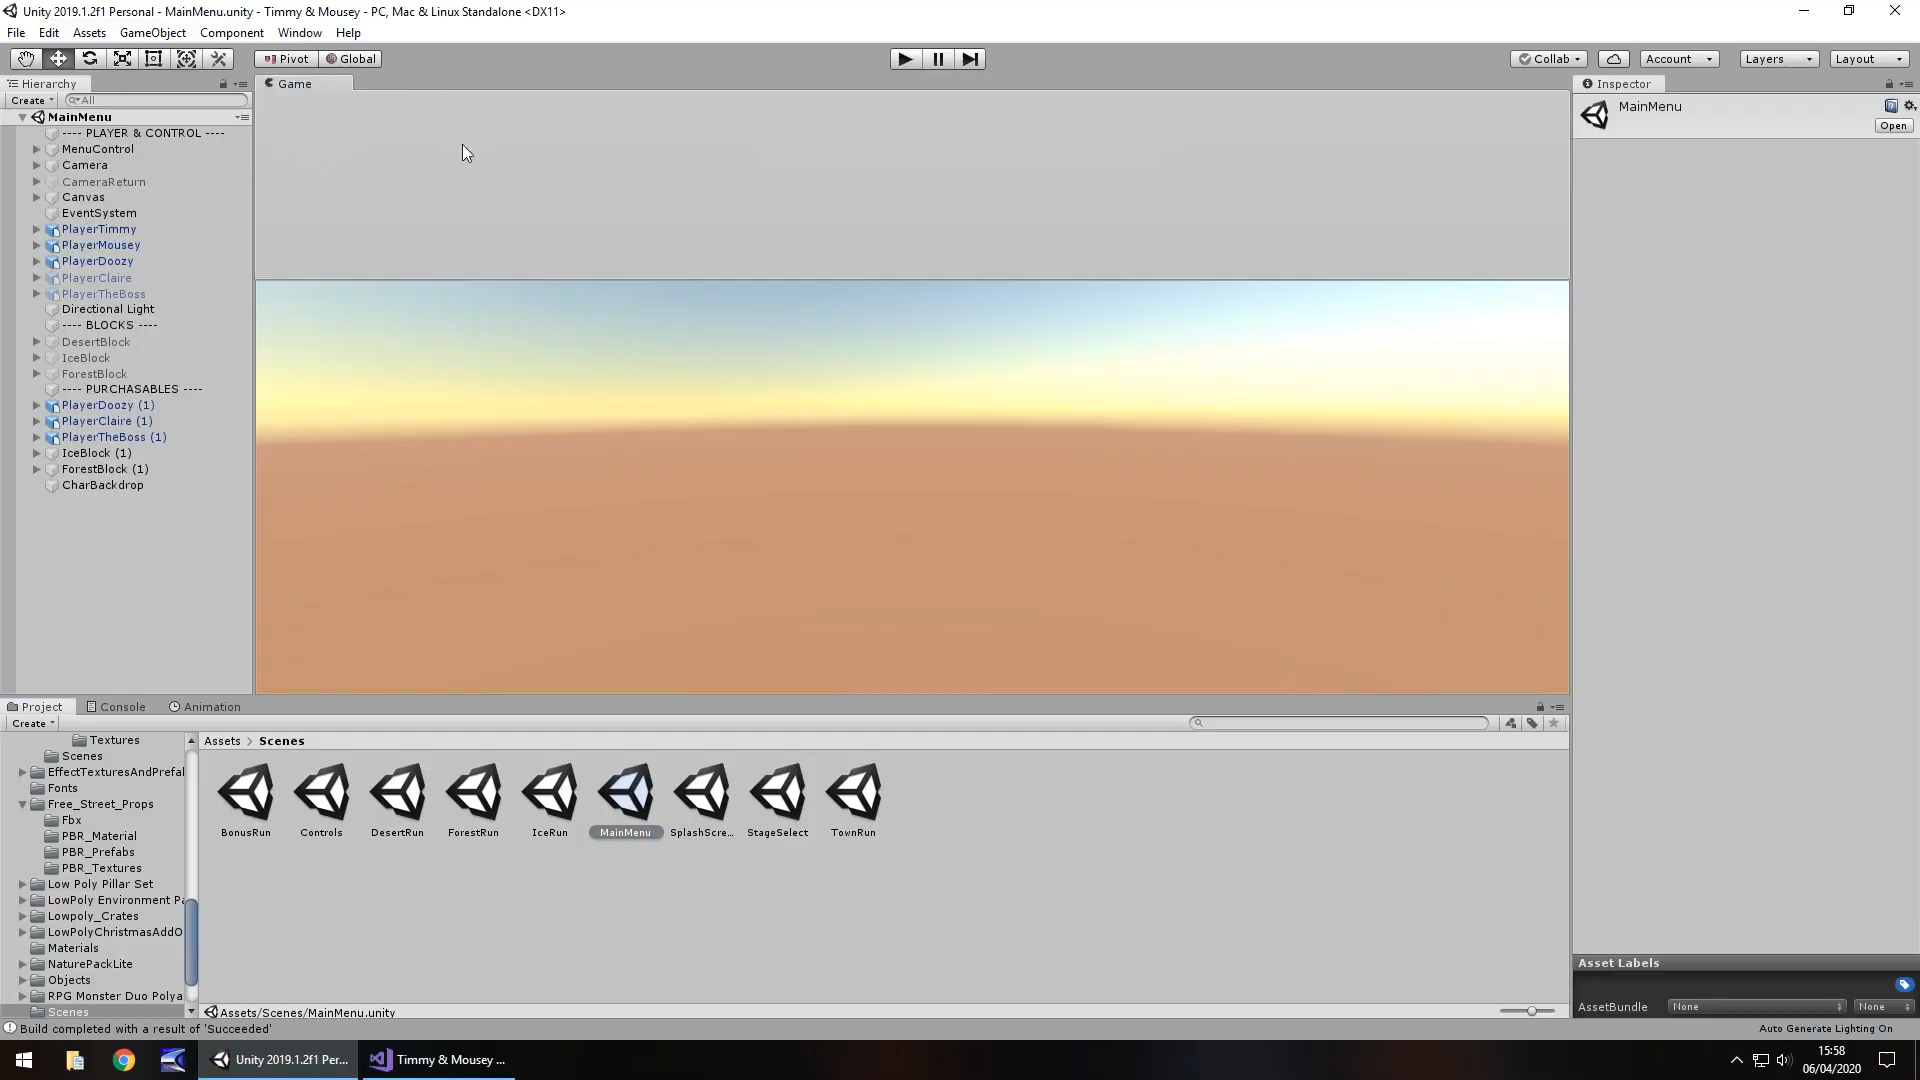 Unity 2019.1.2f1 Personal - MainMenu.unity - Timmy & Mousey - PC, Mac & Linux Standalone <DX11>
File Edit Assets GameObject Component Window Help
Pivot Global Collab Account Layers Layout
Hierarchy
Create All
MainMenu
---- PLAYER & CONTROL ----
MenuControl
Camera
CameraReturn
Canvas
EventSystem
PlayerTimmy
PlayerMousey
PlayerDoozy
PlayerClaire
PlayerTheBoss
Directional Light
---- BLOCKS ----
DesertBlock
IceBlock
ForestBlock
---- PURCHASABLES ----
PlayerDoozy (1)
PlayerClaire (1)
PlayerTheBoss (1)
IceBlock (1)
ForestBlock (1)
CharBackdrop
Game
Inspector
MainMenu
Open
Project Console Animation
Create
Textures
Scenes
EffectTexturesAndPrefal
Fonts
Free_Street_Props
Fbx
PBR_Material
PBR_Prefabs
PBR_Textures
Low Poly Pillar Set
LowPoly Environment Pa
Lowpoly_Crates
LowPolyChristmasAddO
Materials
NaturePackLite
Objects
RPG Monster Duo Polya
Scenes
Assets > Scenes
BonusRun Controls DesertRun ForestRun IceRun MainMenu SplashScre... StageSelect TownRun
Assets/Scenes/MainMenu.unity
Asset Labels
AssetBundle None None
Build completed with a result of 'Succeeded'
Auto Generate Lighting On
Unity 2019.1.2f1 Per... Timmy & Mousey ...
15:58
06/04/2020